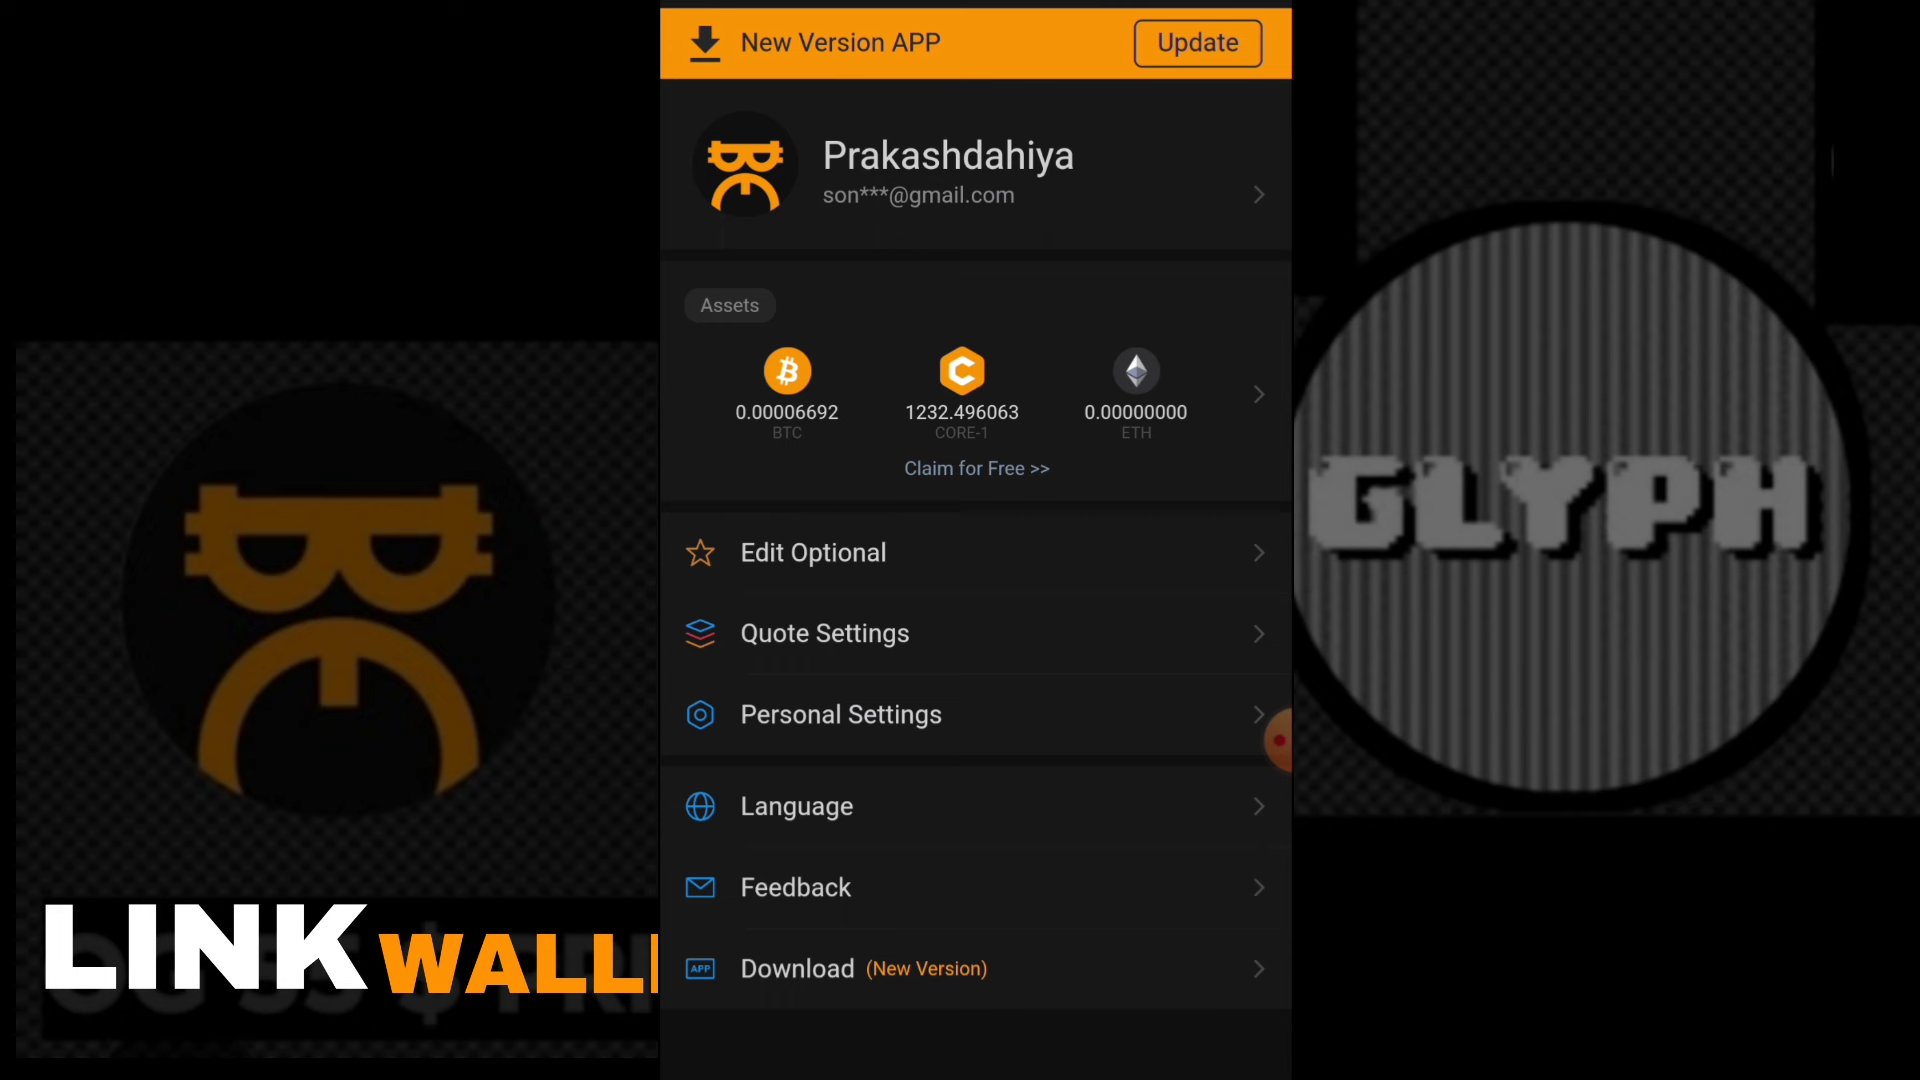 New Version APP
Update
Prakashdahiya
son***@gmail.com
Assets
0.00006692
BTC
1232.496063
CORE-1
0.00000000
ETH
Claim for Free >>
Edit Optional
Quote Settings
Personal Settings
Language
Feedback
APP Download (New Version)
GLYPH
LINK WALL